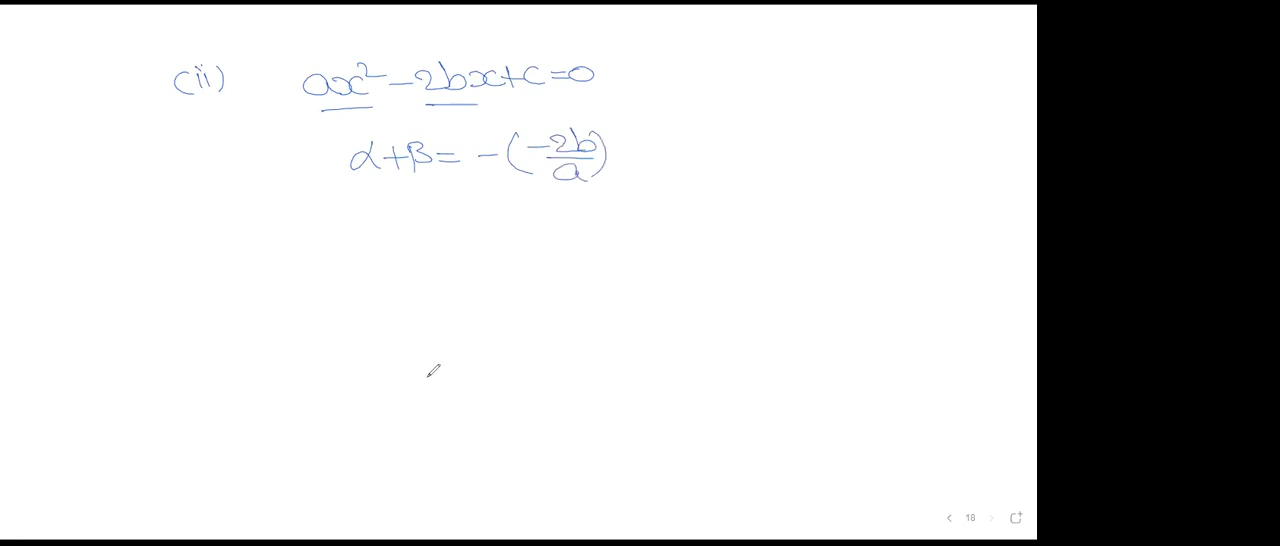 (ii) ax² - 2bx + c = 0
α + β = - (-2b/a)
18